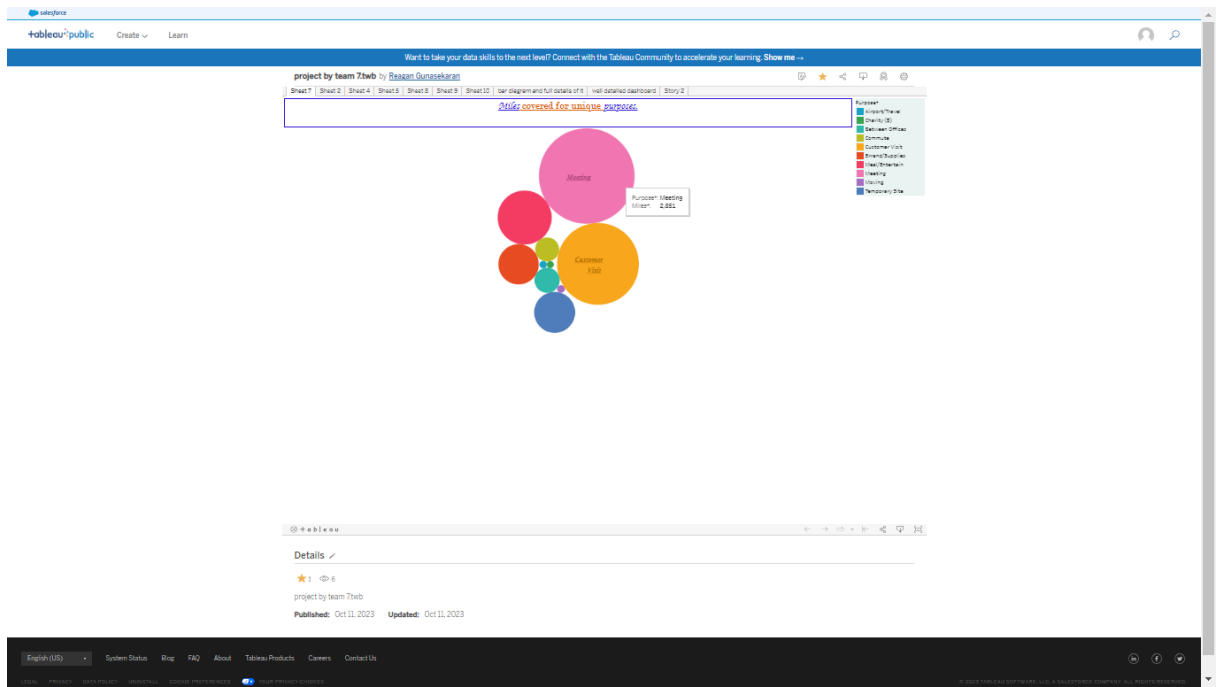 salesforce
+ableau public Create Learn
Want to take your data skills to the next level? Connect with the Tableau Community to accelerate your learning. Show me →
project by team 7.twb by Reagan Gunasekaran
Sheet 7 Sheet 2 Sheet 4 Sheet 5 Sheet 8 Sheet 9 Sheet 10 bar diagrem and full details of it well detailed dashboard Story 2
Miles covered for unique purposes.
Purpose*
Airport/Travel
Charity ($)
Between Offices
Commute
Customer Visit
Errand/Supplies
Meal/Entertain
Meeting
Moving
Temporary Site
Meeting
Purpose*: Meeting
Miles*: 2,851
Customer
Visit
+ableau
Details
1 6
project by team 7.twb
Published: Oct 11, 2023 Updated: Oct 11, 2023
English (US) System Status Blog FAQ About Tableau Products Careers Contact Us
LEGAL PRIVACY DATA POLICY UNINSTALL COOKIE PREFERENCES YOUR PRIVACY CHOICES © 2023 TABLEAU SOFTWARE, LLC, A SALESFORCE COMPANY. ALL RIGHTS RESERVED.